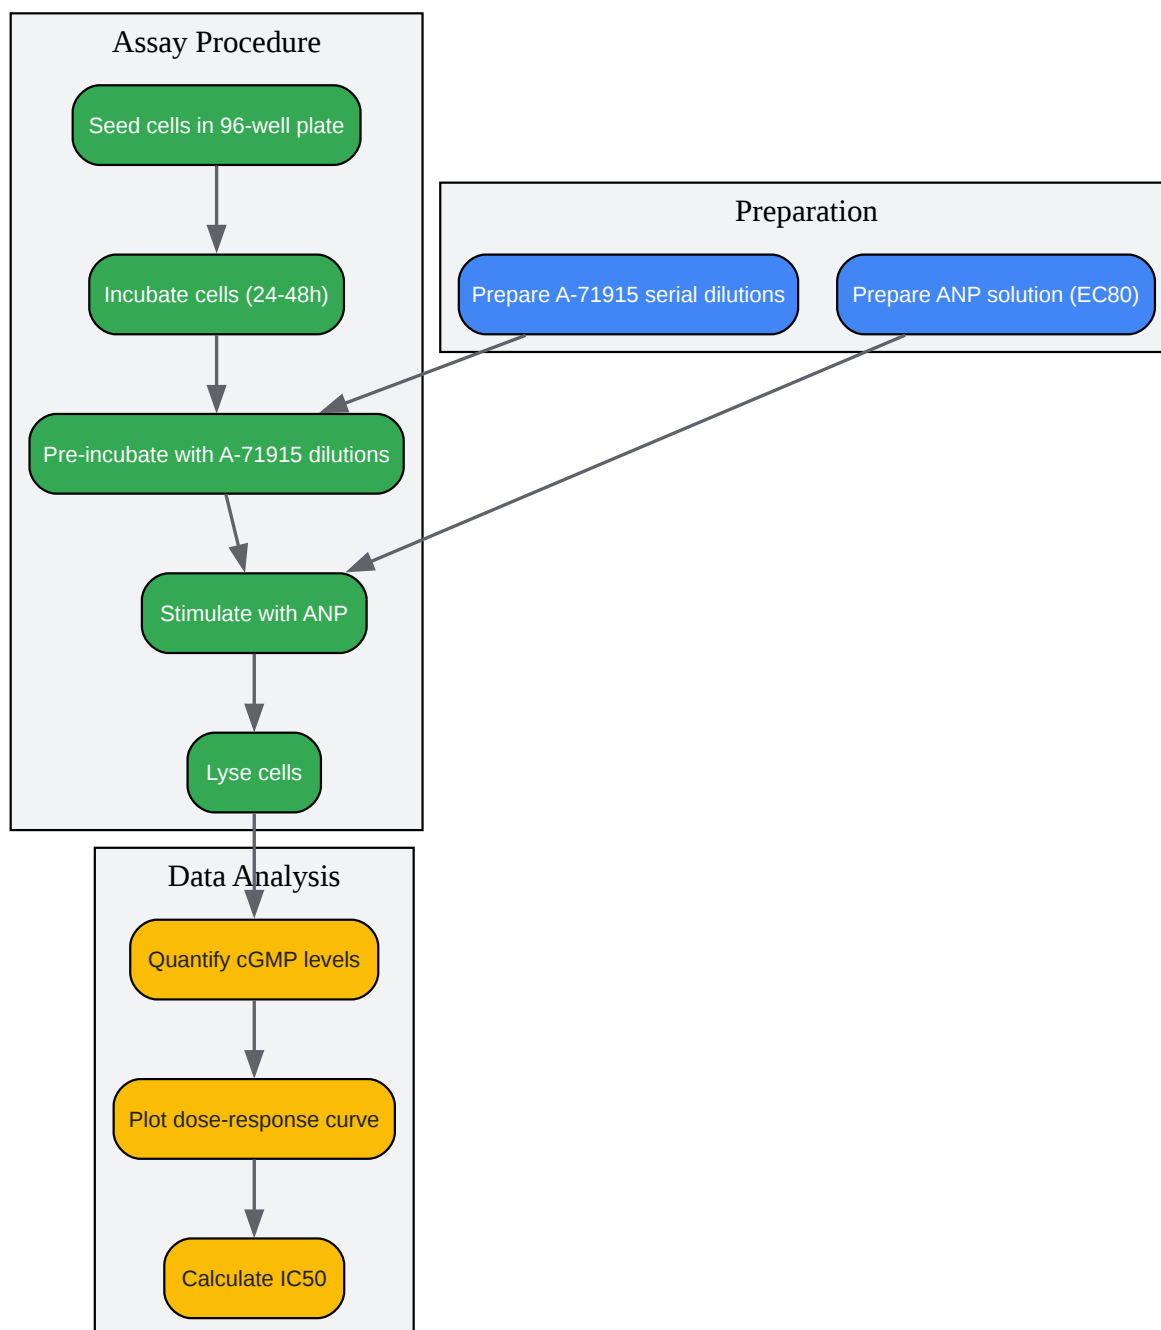 Assay Procedure
Seed cells in 96-well plate
Preparation
Incubate cells (24-48h)
Prepare A-71915 serial dilutions
Prepare ANP solution (EC80)
Pre-incubate with A-71915 dilutions
Stimulate with ANP
Lyse cells
Data Analysis
Quantify cGMP levels
Plot dose-response curve
Calculate IC50